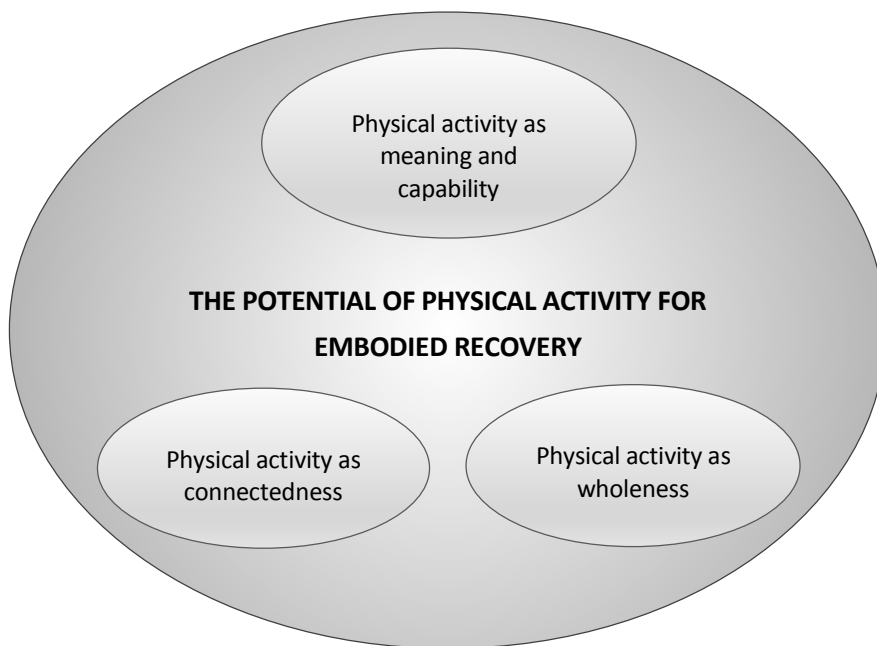 Physical activity as
meaning and
capability
THE POTENTIAL OF PHYSICAL ACTIVITY FOR
EMBODIED RECOVERY
Physical activity as
connectedness
Physical activity as
wholeness